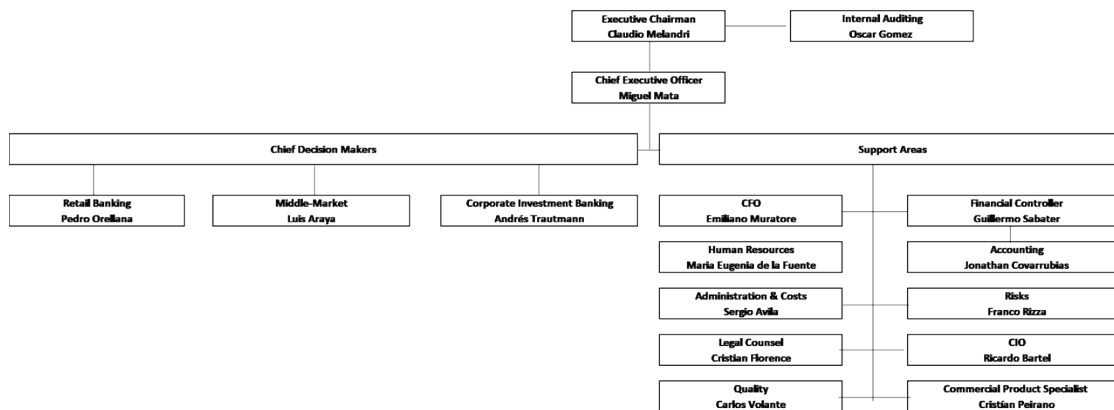 Executive Chairman
Claudio Melandri
Internal Auditing
Oscar Gomez
Chief Executive Officer
Miguel Mata
Chief Decision Makers
Support Areas
Retail Banking
Pedro Orellana
Middle-Market
Luis Araya
Corporate Investment Banking
Andrés Trautmann
CFO
Emiliano Muratore
Financial Controller
Guillermo Sabater
Human Resources
Maria Eugenia de la Fuente
Accounting
Jonathan Covarrubias
Administration & Costs
Sergio Avila
Risks
Franco Rizza
Legal Counsel
Cristian Florence
CIO
Ricardo Bartel
Quality
Carlos Volante
Commercial Product Specialist
Cristían Peirano